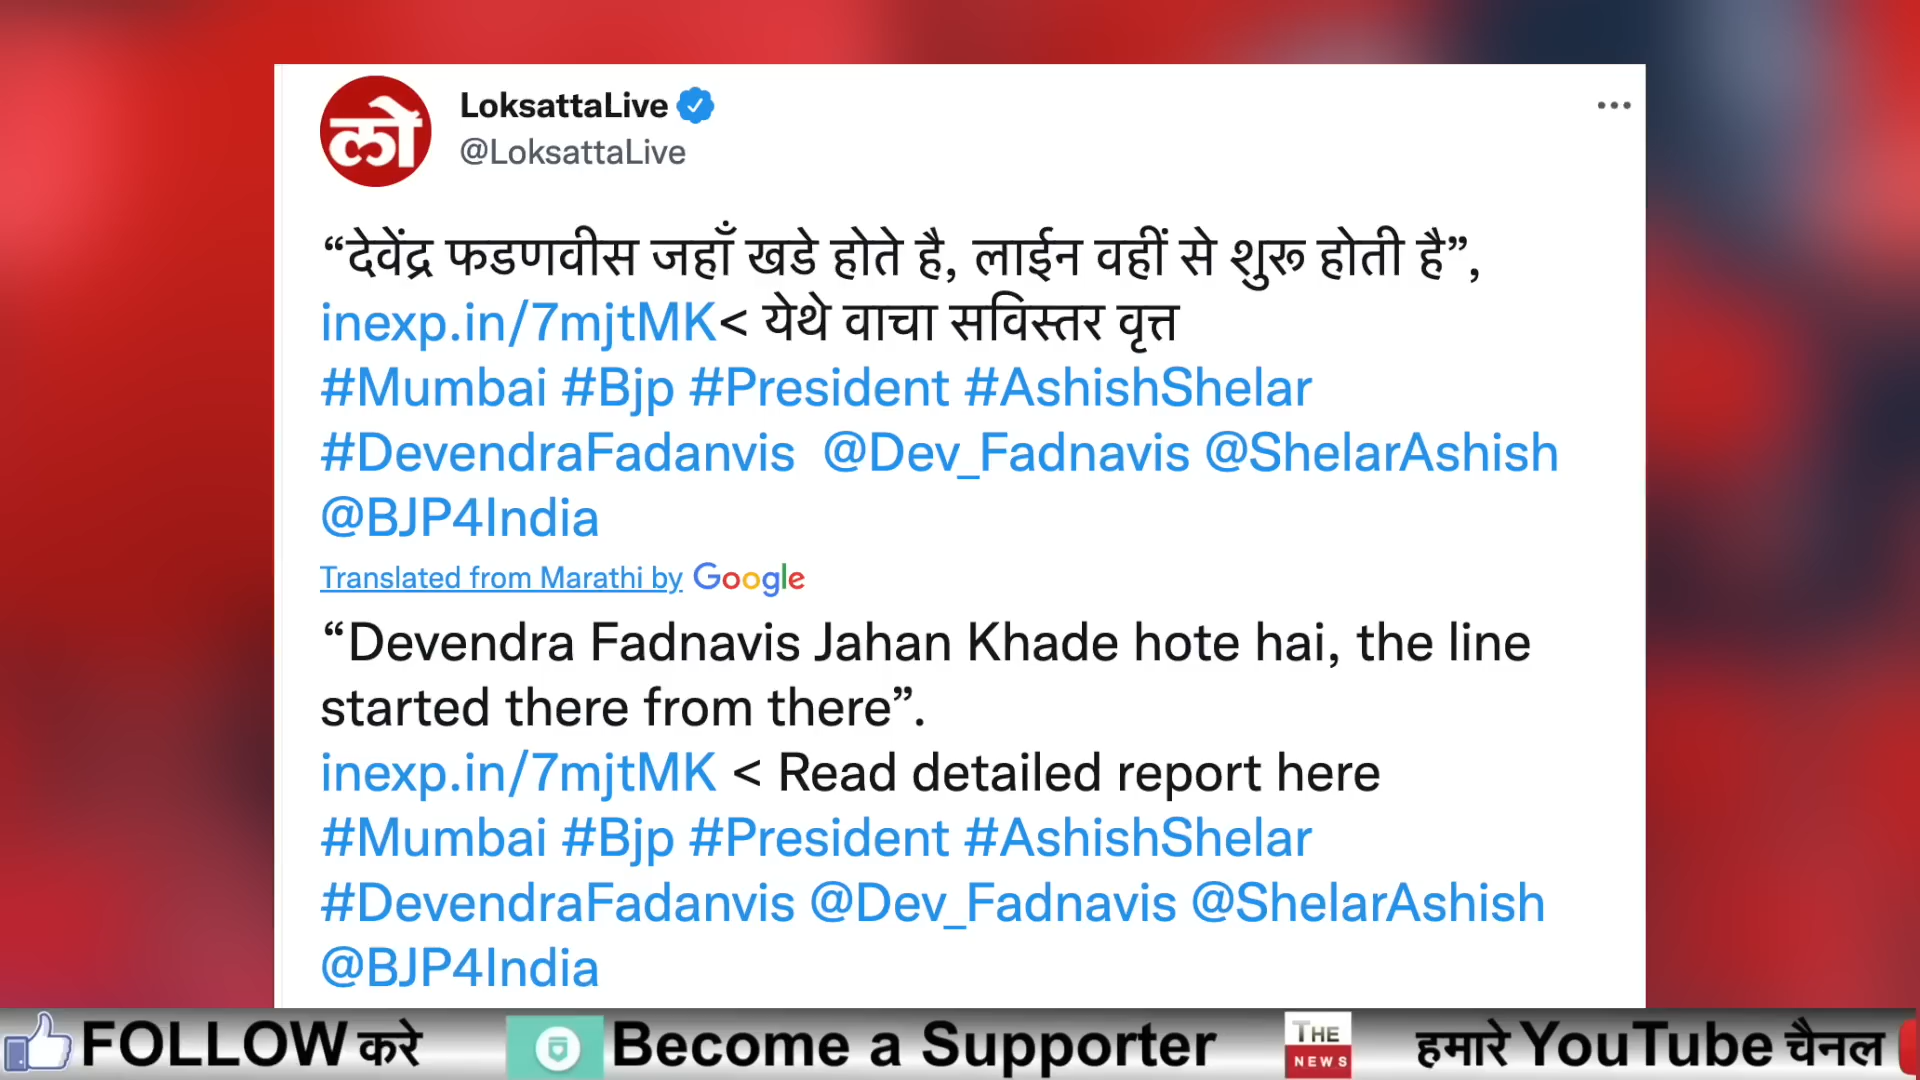 लो
LoksattaLive
@LoksattaLive
“देवेंद्र फडणवीस जहाँ खडे होते है, लाईन वहीं से शुरू होती है”,
inexp.in/7mjtMK< येथे वाचा सविस्तर वृत्त
#Mumbai #Bjp #President #AshishShelar
#DevendraFadanvis @Dev_Fadnavis @ShelarAshish
@BJP4India
Translated from Marathi by Google
“Devendra Fadnavis Jahan Khade hote hai, the line
started there from there”.
inexp.in/7mjtMK < Read detailed report here
#Mumbai #Bjp #President #AshishShelar
#DevendraFadanvis @Dev_Fadnavis @ShelarAshish
@BJP4India
FOLLOW करे Become a Supporter THE NEWS हमारे YouTube चैनल